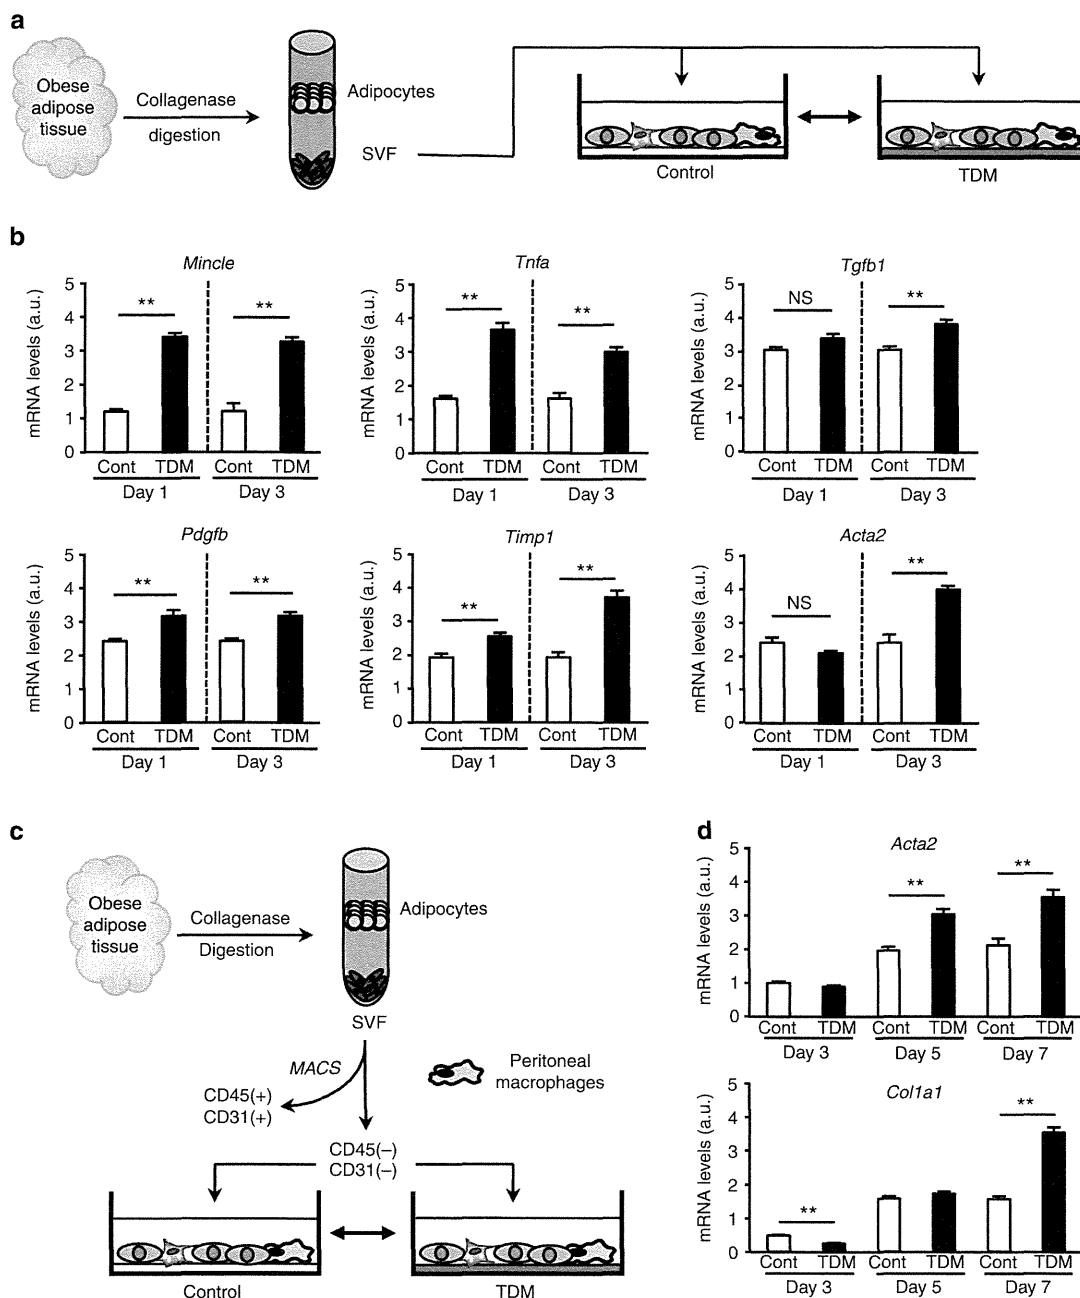 a
Obese
adipose
tissue
Collagenase
digestion
Adipocytes
SVF
Control
TDM
b
Mincle
mRNA levels (a.u.)
5
4
3
2
1
0
**
**
Cont TDM Cont TDM
Day 1 Day 3
Tnfa
mRNA levels (a.u.)
5
4
3
2
1
0
**
**
Cont TDM Cont TDM
Day 1 Day 3
Tgfb1
mRNA levels (a.u.)
5
4
3
2
1
0
NS
**
Cont TDM Cont TDM
Day 1 Day 3
Pdgfb
mRNA levels (a.u.)
5
4
3
2
1
0
**
**
Cont TDM Cont TDM
Day 1 Day 3
Timp1
mRNA levels (a.u.)
5
4
3
2
1
0
**
**
Cont TDM Cont TDM
Day 1 Day 3
Acta2
mRNA levels (a.u.)
5
4
3
2
1
0
NS
**
Cont TDM Cont TDM
Day 1 Day 3
c
Obese
adipose
tissue
Collagenase
Digestion
Adipocytes
SVF
MACS
CD45(+)
CD31(+)
Peritoneal
macrophages
CD45(–)
CD31(–)
Control
TDM
d
Acta2
mRNA levels (a.u.)
5
4
3
2
1
0
**
**
Cont TDM Cont TDM Cont TDM
Day 3 Day 5 Day 7
Col1a1
mRNA levels (a.u.)
5
4
3
2
1
0
**
**
Cont TDM Cont TDM Cont TDM
Day 3 Day 5 Day 7